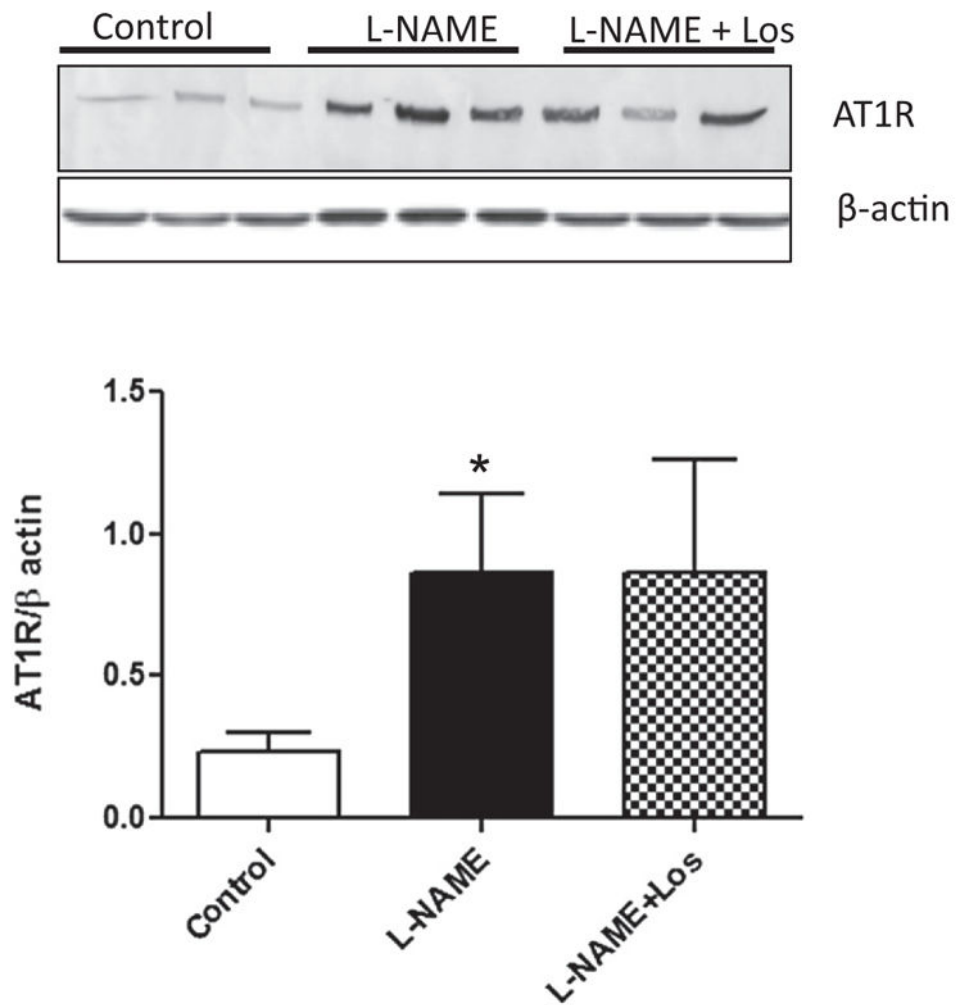 Control L-NAME L-NAME + Los
AT1R
β-actin
1.5
*
1.0
0.5
0.0
AT1R/β actin
Control
L-NAME
L-NAME+Los